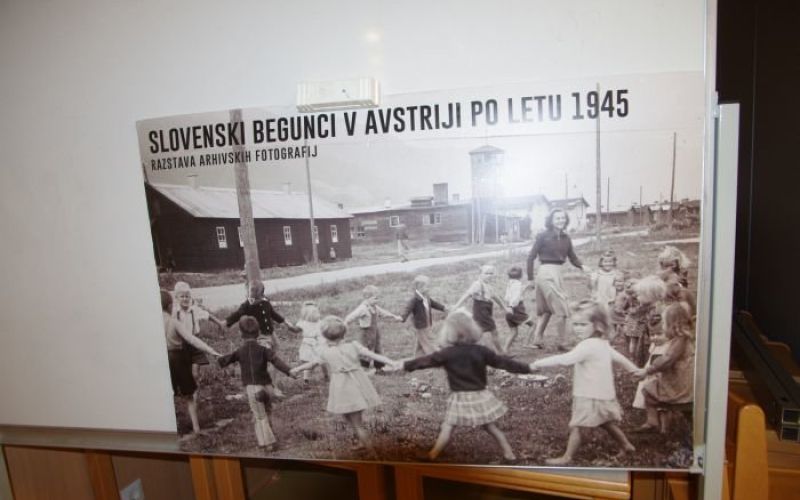 SLOVENSKI BEGUNCI V AVSTRIJI PO LETU 1945
RAZSTAVA ARHIVSKIH FOTOGRAFIJ